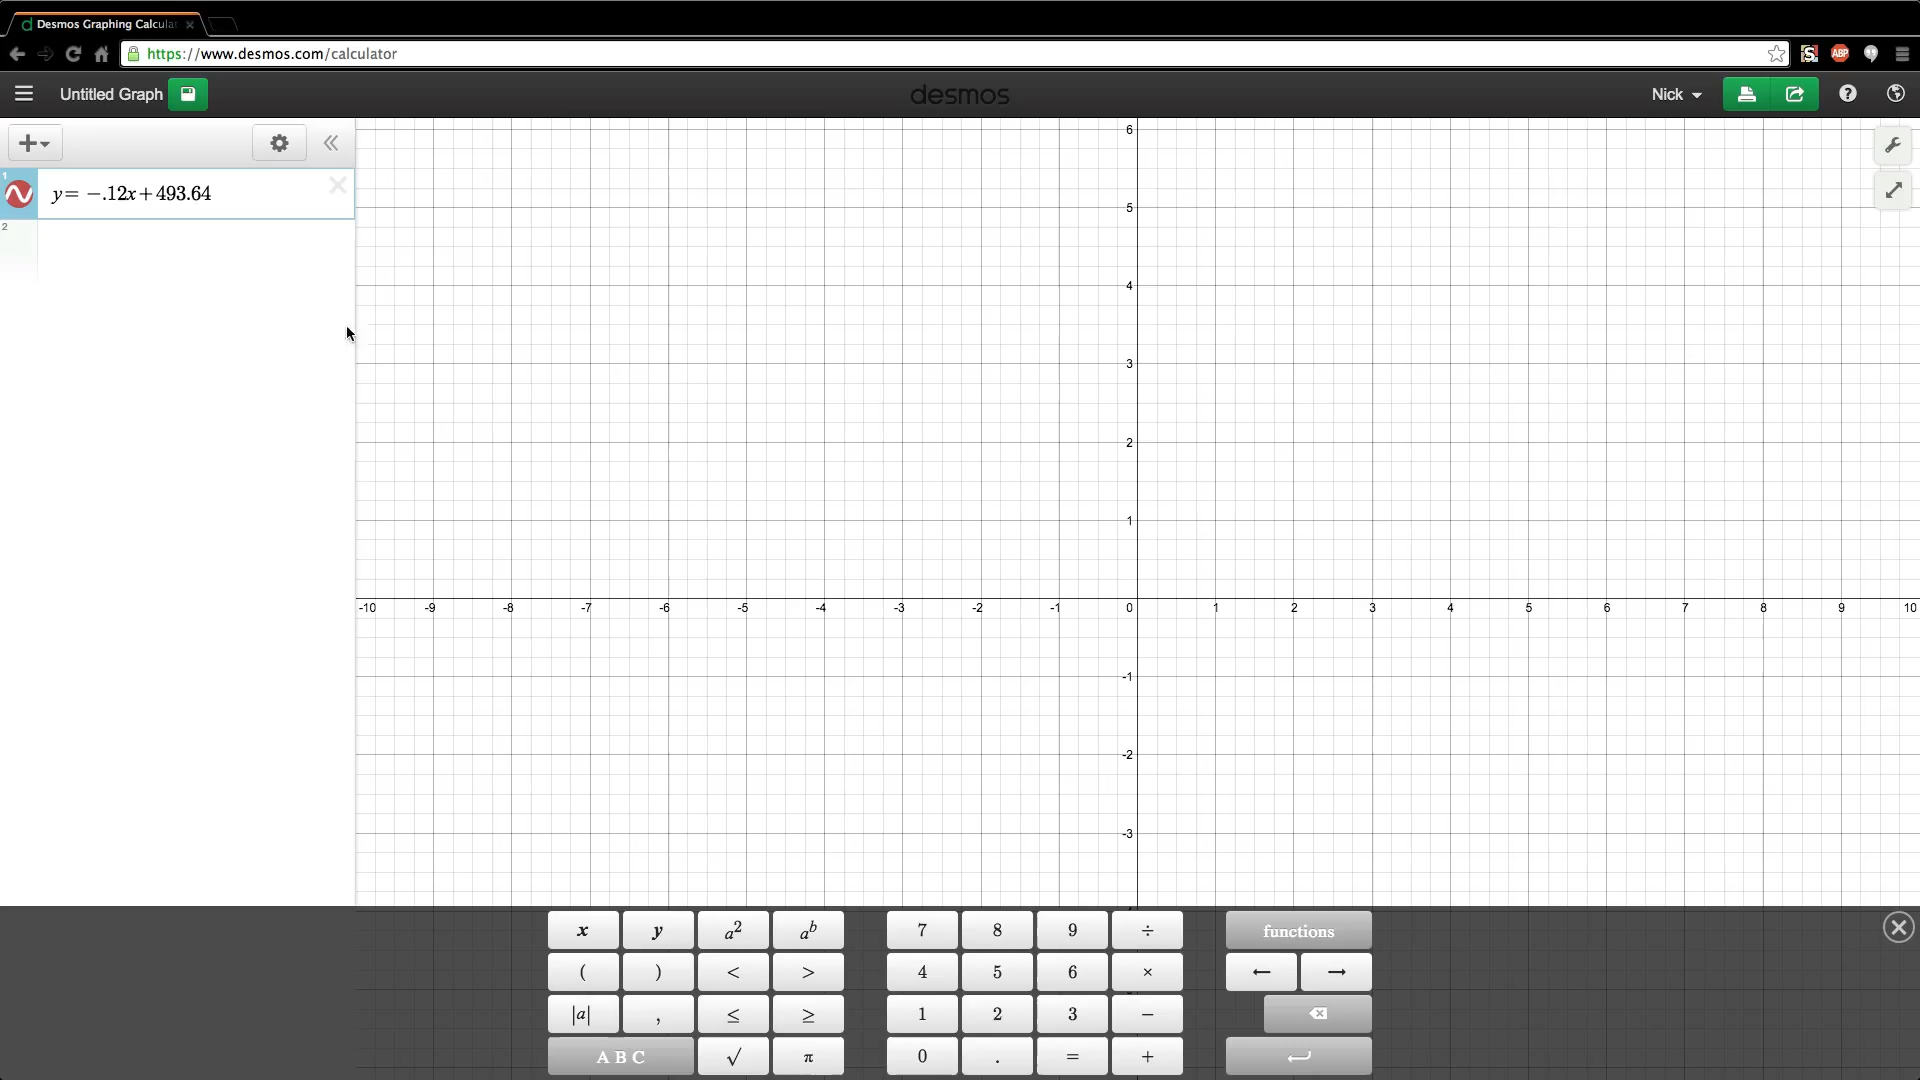 Desmos Graphing Calcula
https://www.desmos.com/calculator
Untitled Graph
desmos
Nick
1
y= −.12x+493.64
2
6
5
4
3
2
1
-10 -9 -8 -7 -6 -5 -4 -3 -2 -1 0 1 2 3 4 5 6 7 8 9 10
-1
-2
-3
x y a² aᵇ 7 8 9 ÷ functions
( ) < > 4 5 6 × ← →
|a| , ≤ ≥ 1 2 3 −
A B C √ π 0 . = +
ABP